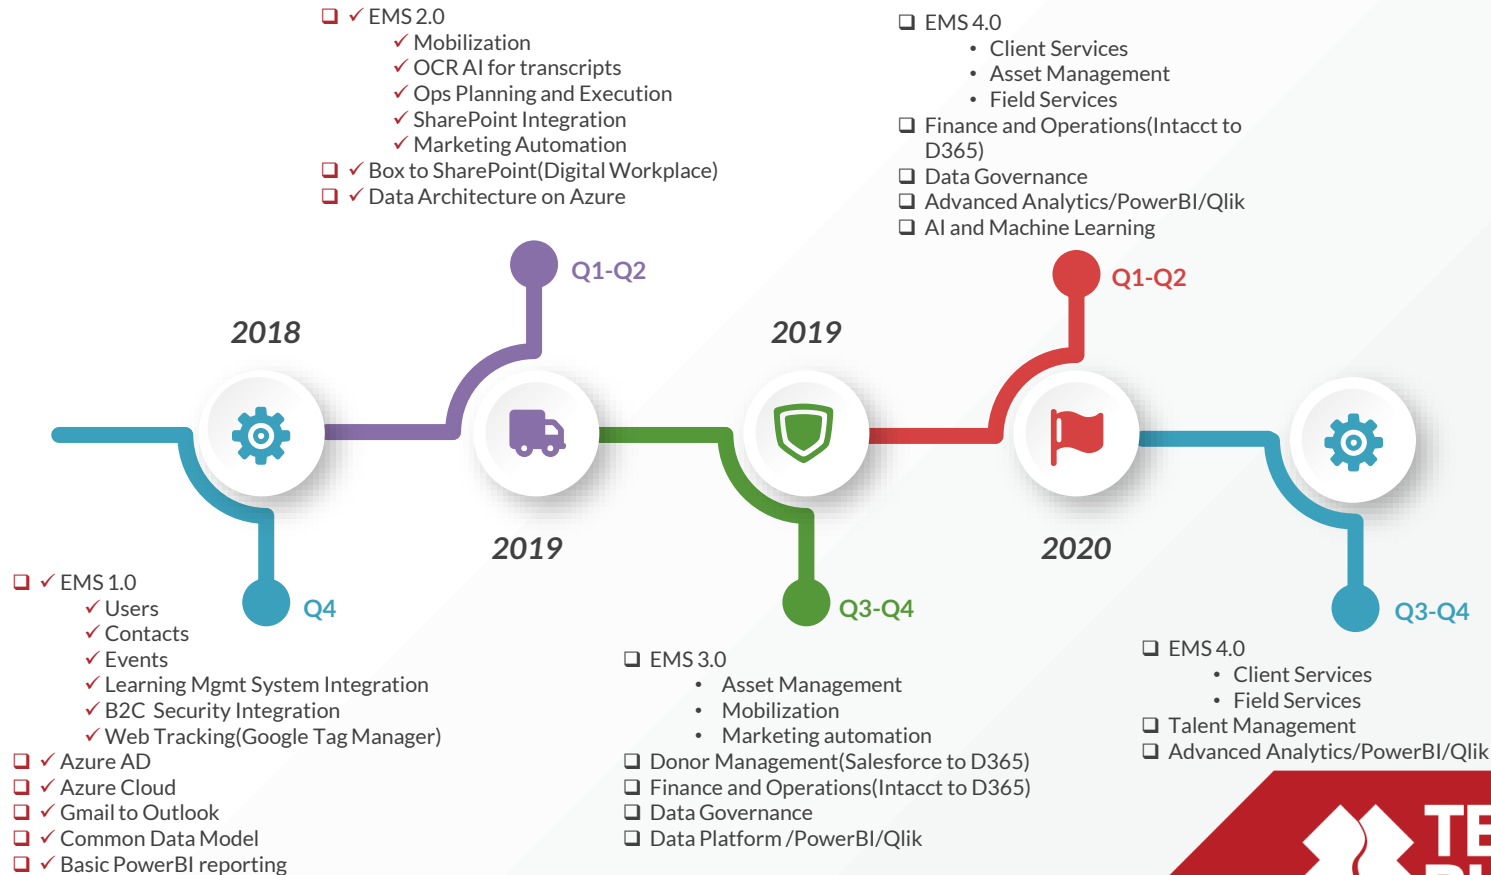 EMS 2.0
Mobilization
OCR AI for transcripts
Ops Planning and Execution
SharePoint Integration
Marketing Automation
Box to SharePoint(Digital Workplace)
Data Architecture on Azure
EMS 4.0
Client Services
Asset Management
Field Services
Finance and Operations(Intacct to
D365)
Data Governance
Advanced Analytics/PowerBI/Qlik
AI and Machine Learning
Q1-Q2
Q1-Q2
2018
2019
2019
2020
Q4
Q3-Q4
Q3-Q4
EMS 1.0
Users
Contacts
Events
Learning Mgmt System Integration
B2C Security Integration
Web Tracking(Google Tag Manager)
Azure AD
Azure Cloud
Gmail to Outlook
Common Data Model
Basic PowerBI reporting
EMS 3.0
Asset Management
Mobilization
Marketing automation
Donor Management(Salesforce to D365)
Finance and Operations(Intacct to D365)
Data Governance
Data Platform /PowerBI/Qlik
EMS 4.0
Client Services
Field Services
Talent Management
Advanced Analytics/PowerBI/Qlik